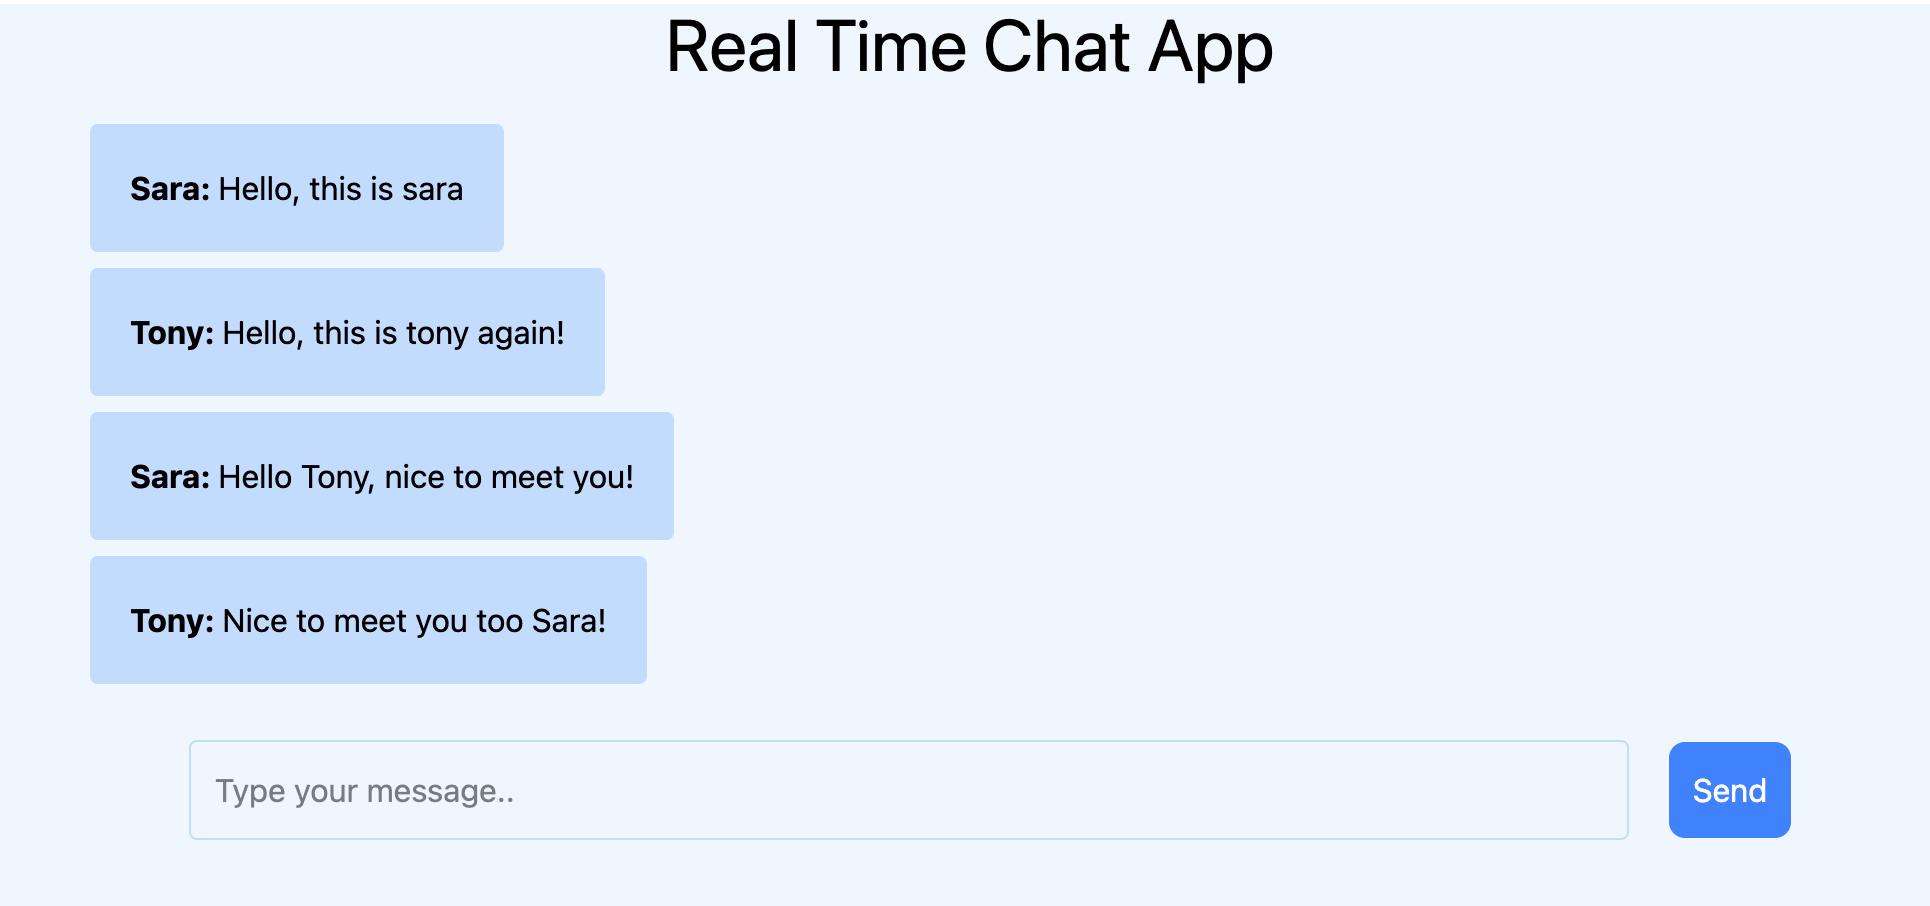 Real Time Chat App
Sara: Hello, this is sara
Tony: Hello, this is tony again!
Sara: Hello Tony, nice to meet you!
Tony: Nice to meet you too Sara!
Type your message..
Send